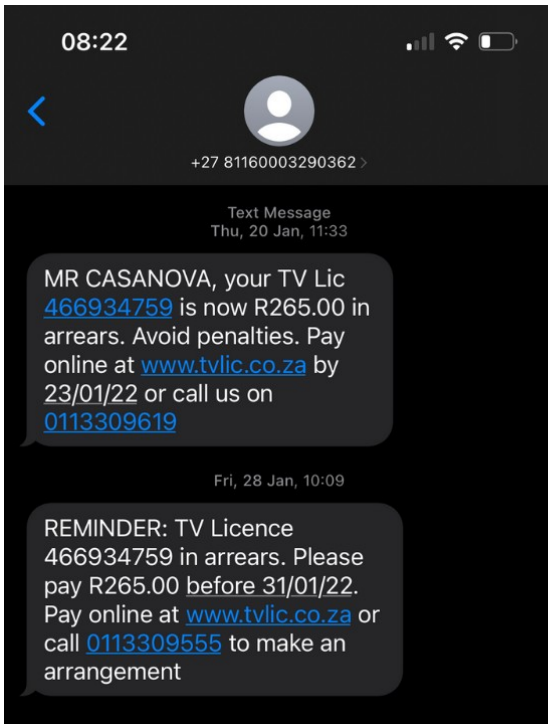 08:22
+27 81160003290362 >
Text Message
Thu, 20 Jan, 11:33
MR CASANOVA, your TV Lic
466934759 is now R265.00 in
arrears. Avoid penalties. Pay
online at www.tvlic.co.za by
23/01/22 or call us on
0113309619
Fri, 28 Jan, 10:09
REMINDER: TV Licence
466934759 in arrears. Please
pay R265.00 before 31/01/22.
Pay online at www.tvlic.co.za or
call 0113309555 to make an
arrangement